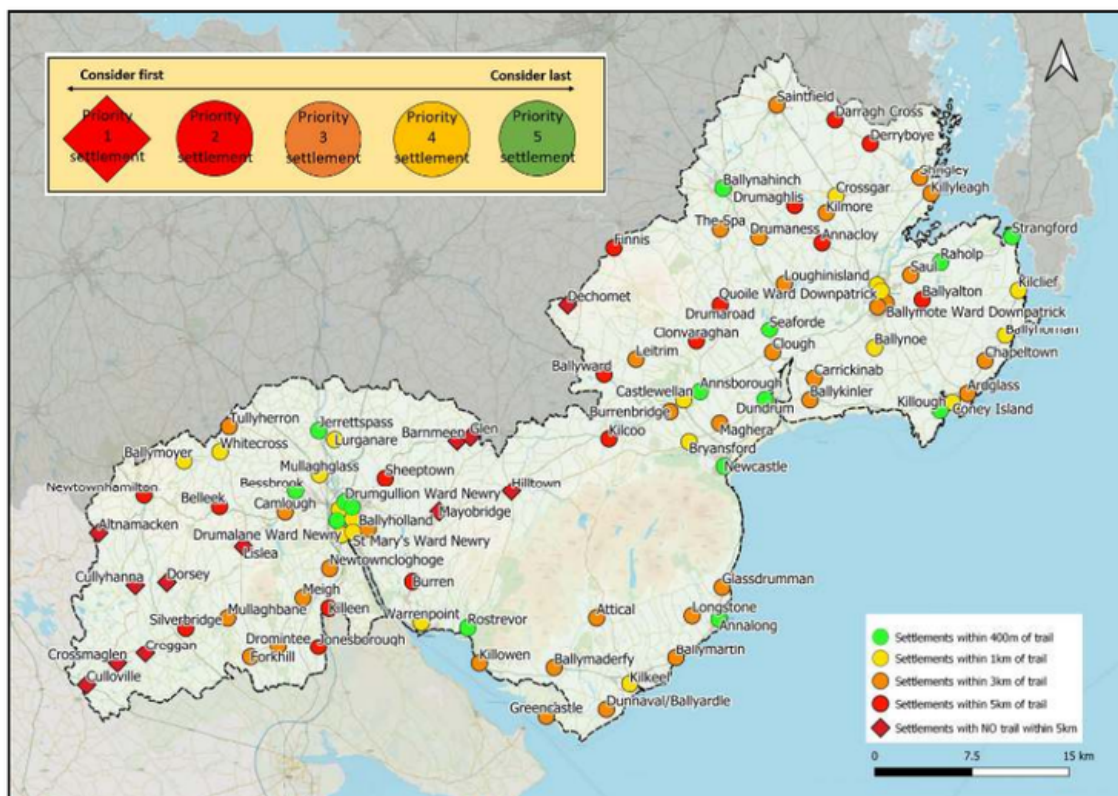 Consider first
Consider last
Priority
1
settlement
Priority
2
settlement
Priority
3
settlement
Priority
4
settlement
Priority
5
settlement
Saintfield
Darragh Cross
Derryboye
Shrigley
Killyleagh
Ballynahinch
Drumaghlis
Crossgar
Kilmore
The Spa
Drumaness
Annacloy
Strangford
Raholp
Finnis
Saul
Loughinisland
Kilclief
Dechomet
Quoile Ward Downpatrick
Ballyalton
Drumaroad
Ballymote Ward Downpatrick
Seaforde
Ballyhornan
Clonvaraghan
Ballynoe
Leitrim
Clough
Chapeltown
Ballyward
Carrickinab
Castlewellan
Annsborough
Ardglass
Burrenbridge
Dundrum
Ballykinler
Killough
Coney Island
Tullyherron
Jerrettspass
Barnmeen
Glen
Maghera
Whitecross
Lurganare
Kilcoo
Bryansford
Ballymoyer
Mullaghglass
Sheeptown
Newcastle
Newtownhamilton
Bessbrook
Hilltown
Belleek
Camlough
Drumgullion Ward Newry
Mayobridge
Altnamacken
Ballyholland
Drumalane Ward Newry
St Mary's Ward Newry
Lislea
Cullyhanna
Dorsey
Newtowncloghoge
Burren
Glassdrumman
Meigh
Silverbridge
Mullaghbane
Killeen
Warrenpoint
Rostrevor
Attical
Longstone
Annalong
Creggan
Dromintee
Jonesborough
Crossmaglen
Forkhill
Killowen
Ballymaderfy
Ballymartin
Culloville
Kilkeel
Greencastle
Dunnaval/Ballyardle
Settlements within 400m of trail
Settlements within 1km of trail
Settlements within 3km of trail
Settlements within 5km of trail
Settlements with NO trail within 5km
0 7.5 15 km